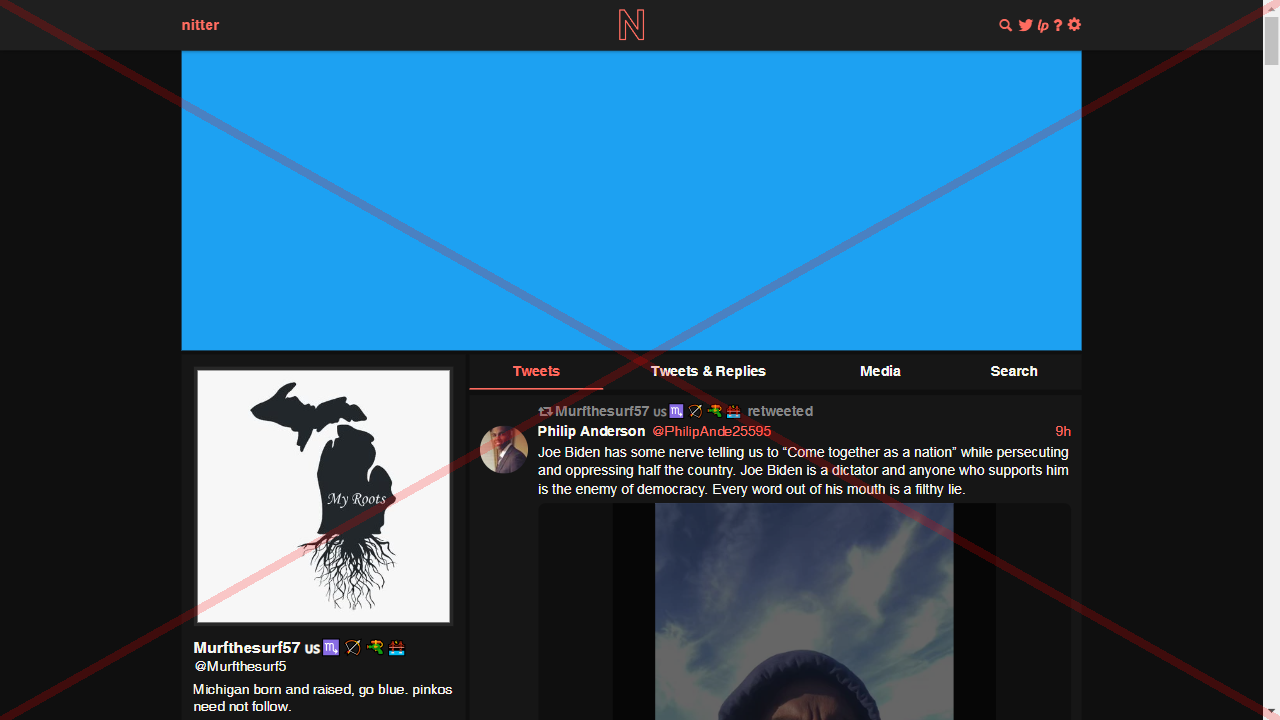 nitter
N
lp ?
Tweets
Tweets & Replies
Media
Search
Murfthesurf57 US♏🏹🔫 retweeted
Philip Anderson @PhilipAnde25595 9h
Joe Biden has some nerve telling us to “Come together as a nation” while persecuting
and oppressing half the country. Joe Biden is a dictator and anyone who supports him
is the enemy of democracy. Every word out of his mouth is a filthy lie.
My Roots
Murfthesurf57 US♏🏹🔫
@Murfthesurf5
Michigan born and raised, go blue. pinkos
need not follow.